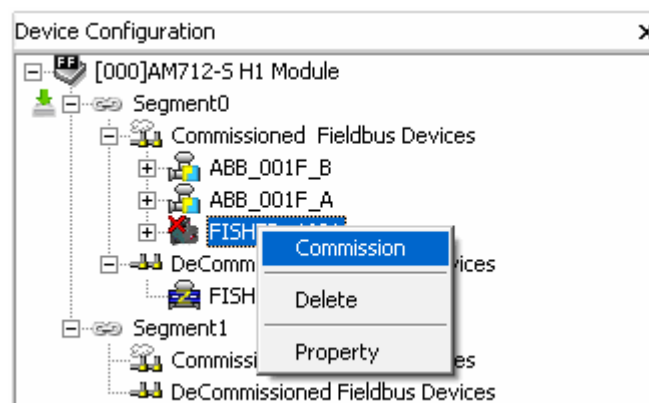 Device Configuration
[000]AM712-S H1 Module
Segment0
Commissioned Fieldbus Devices
ABB_001F_B
ABB_001F_A
Commission
Delete
Property
Segment1
DeCommissioned Fieldbus Devices